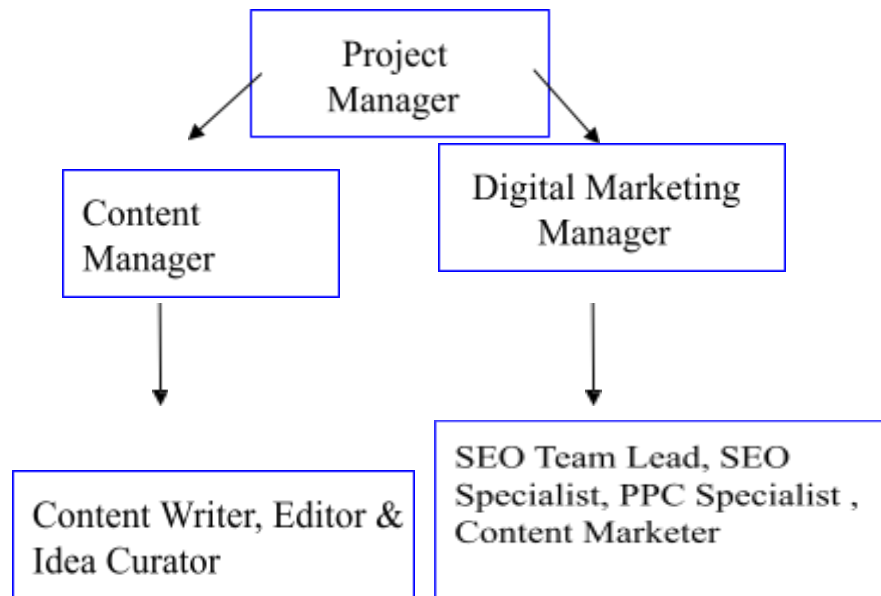 Project
Manager
Content
Manager
Digital Marketing
Manager
Content Writer, Editor &
Idea Curator
SEO Team Lead, SEO
Specialist, PPC Specialist ,
Content Marketer